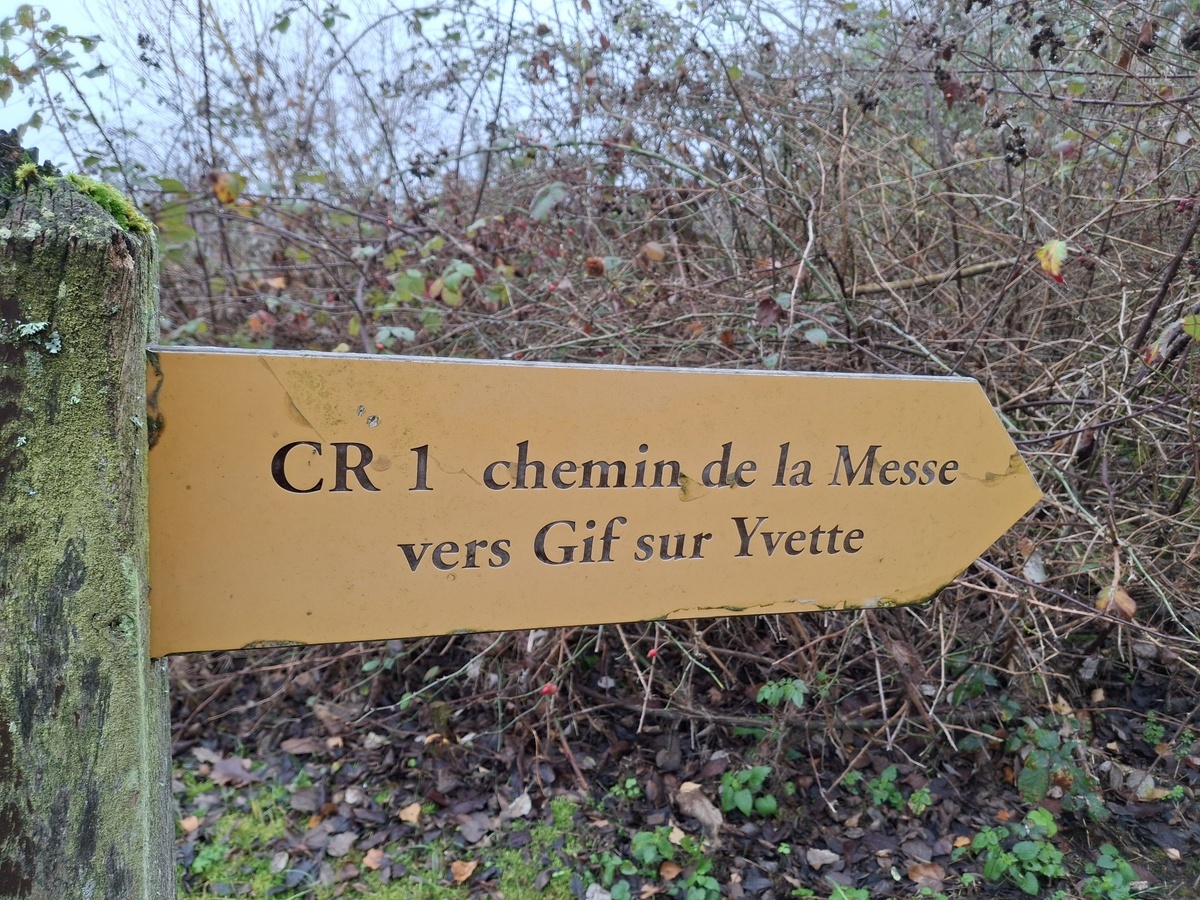 CR 1 chemin de la Messe
vers Gif sur Yvette